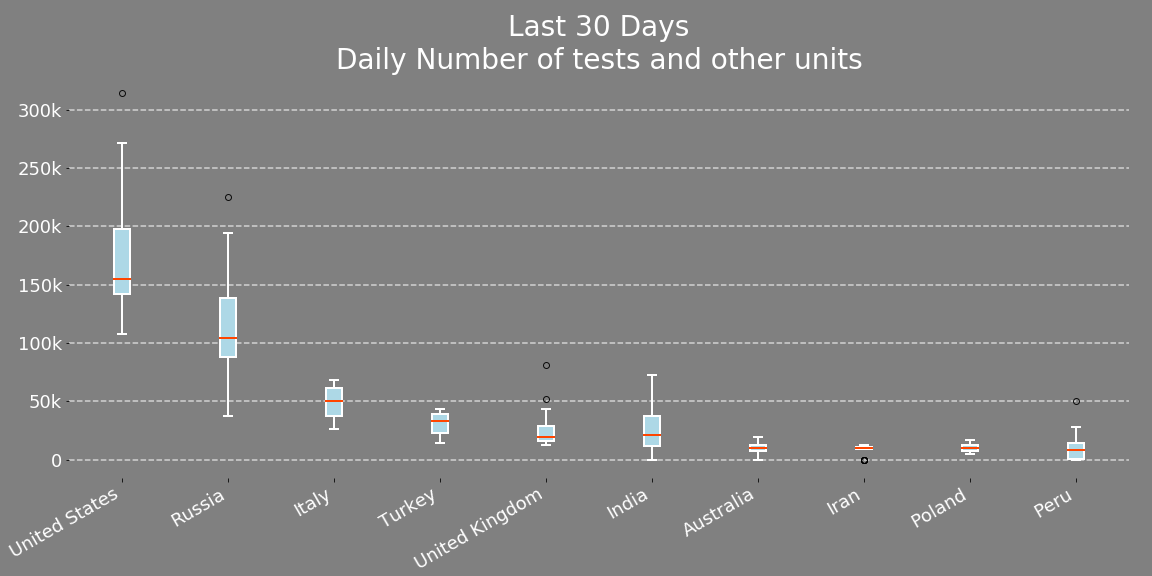 Last 30 Days
Daily Number of tests and other units
300k
250k
200k
150k
100k
50k
0
United States
Russia
Italy
Turkey
United Kingdom
India
Australia
Iran
Poland
Peru